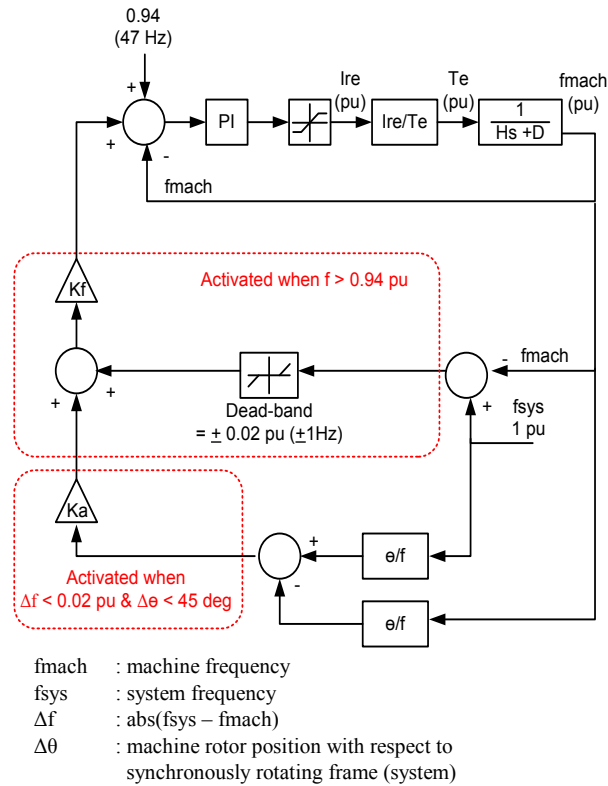 0.94
(47 Hz)
+
+
-
PI
Ire
(pu)
Ire/Te
Te
(pu)
1
Hs +D
fmach
(pu)
fmach
Activated when f > 0.94 pu
Kf
+
+
Dead-band
= ± 0.02 pu (±1Hz)
-
fmach
+
fsys
1 pu
Ka
Activated when
Δf < 0.02 pu & Δɵ < 45 deg
+
-
ɵ/f
ɵ/f
fmach : machine frequency
fsys : system frequency
Δf : abs(fsys – fmach)
Δθ : machine rotor position with respect to
synchronously rotating frame (system)